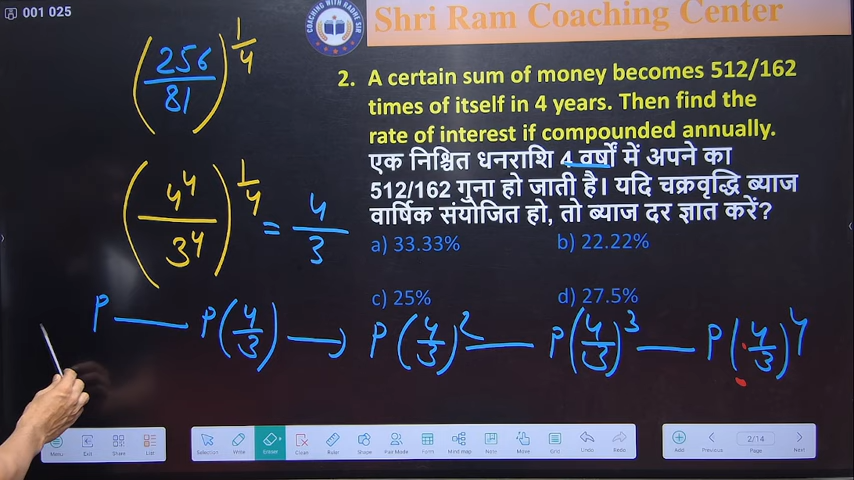 001 025
COACHING WITH RADHE SIR
Shri Ram Coaching Center
(256/81)^1/4
(4^4/3^4)^1/4 = 4/3
2. A certain sum of money becomes 512/162
times of itself in 4 years. Then find the
rate of interest if compounded annually.
एक निश्चित धनराशि 4 वर्षों में अपने का
512/162 गुना हो जाती है। यदि चक्रवृद्धि ब्याज
वार्षिक संयोजित हो, तो ब्याज दर ज्ञात करें?
a) 33.33% b) 22.22%
c) 25% d) 27.5%
P — P(4/3) → P(4/3)^2 — P(4/3)^3 — P(4/3)^4
Menu Exit Share List
Selection Write Eraser Clean Ruler Shape Pair Mode Form Mind map Note Move Undo Redo
Add Previous 2/14 Page Next